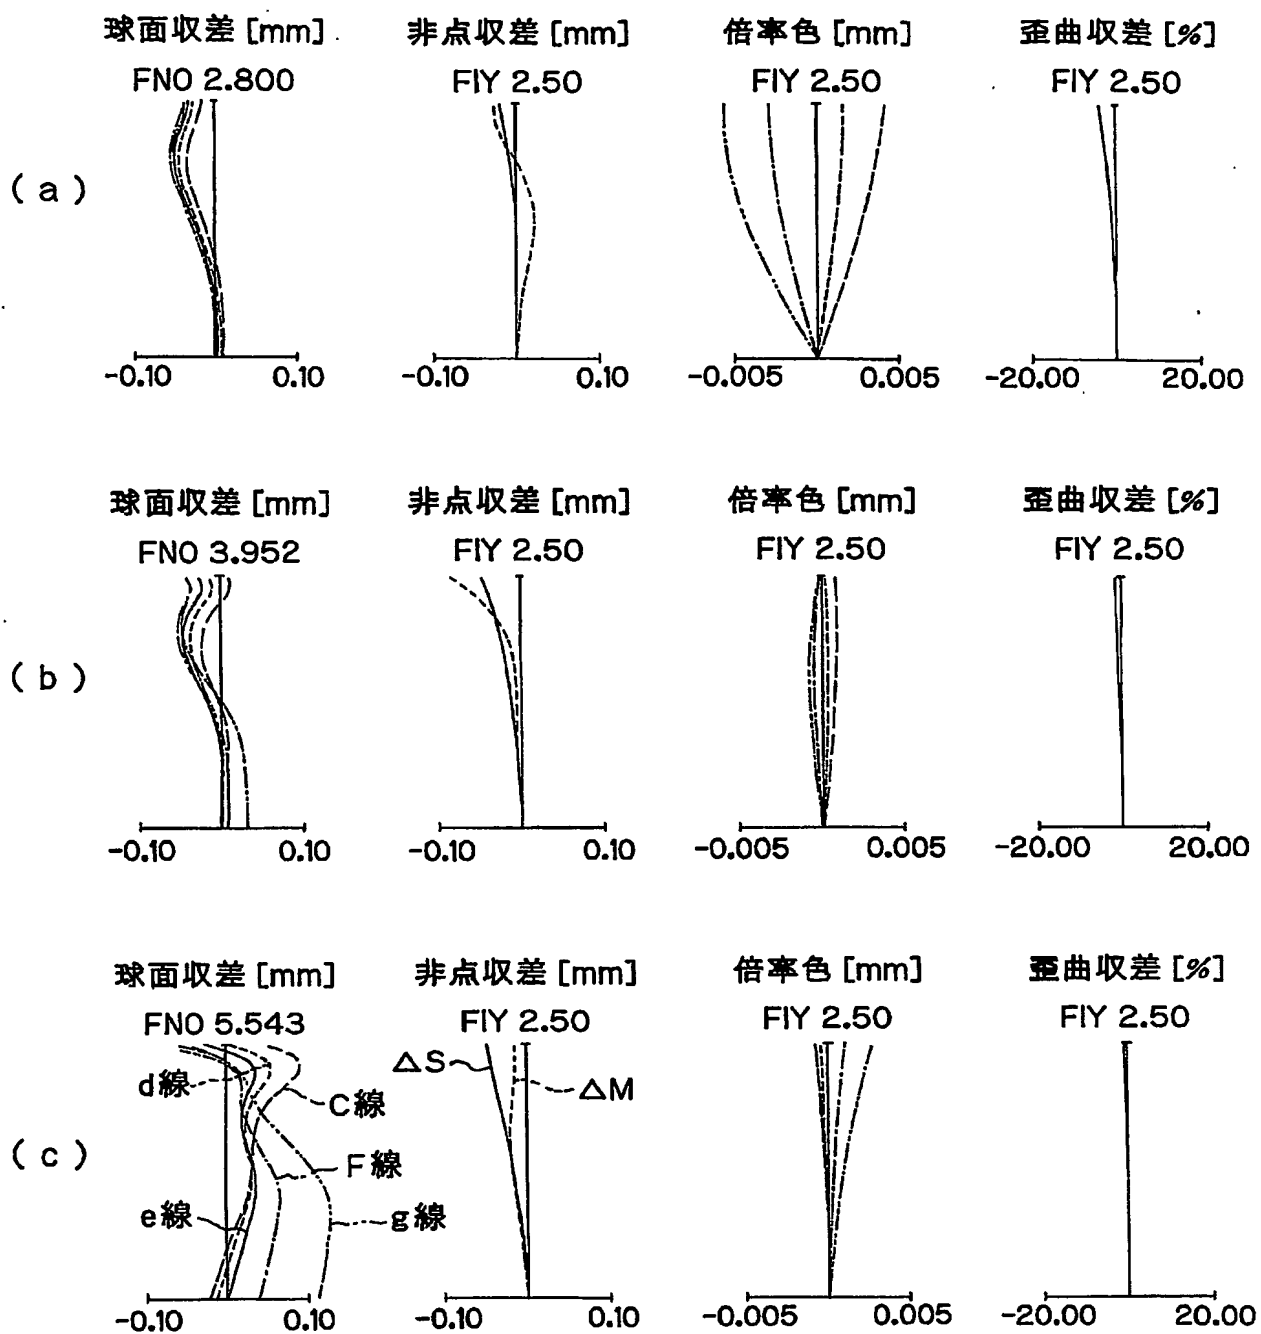 球面収差 [mm] 非点収差 [mm] 倍率色 [mm] 歪曲収差 [%]
FNO 2.800 FIY 2.50 FIY 2.50 FIY 2.50
(a)
-0.10 0.10 -0.10 0.10 -0.005 0.005 -20.00 20.00
球面収差 [mm] 非点収差 [mm] 倍率色 [mm] 歪曲収差 [%]
FNO 3.952 FIY 2.50 FIY 2.50 FIY 2.50
(b)
-0.10 0.10 -0.10 0.10 -0.005 0.005 -20.00 20.00
球面収差 [mm] 非点収差 [mm] 倍率色 [mm] 歪曲収差 [%]
FNO 5.543 FIY 2.50 FIY 2.50 FIY 2.50
d線 C線 ΔS ΔM
(c) F線
e線 g線
-0.10 0.10 -0.10 0.10 -0.005 0.005 -20.00 20.00